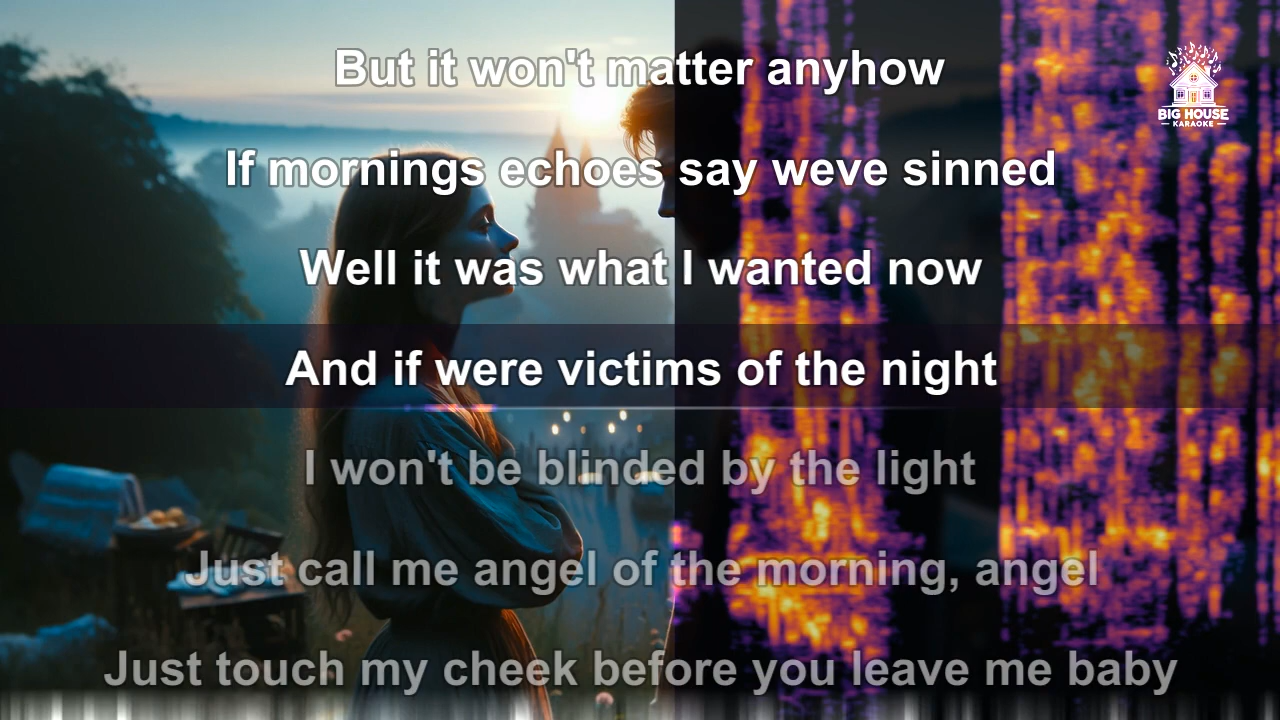 But it won't matter anyhow
BIG HOUSE
KARAOKE
If mornings echoes say weve sinned
Well it was what I wanted now
And if were victims of the night
I won't be blinded by the light
Just call me angel of the morning, angel
Just touch my cheek before you leave me baby